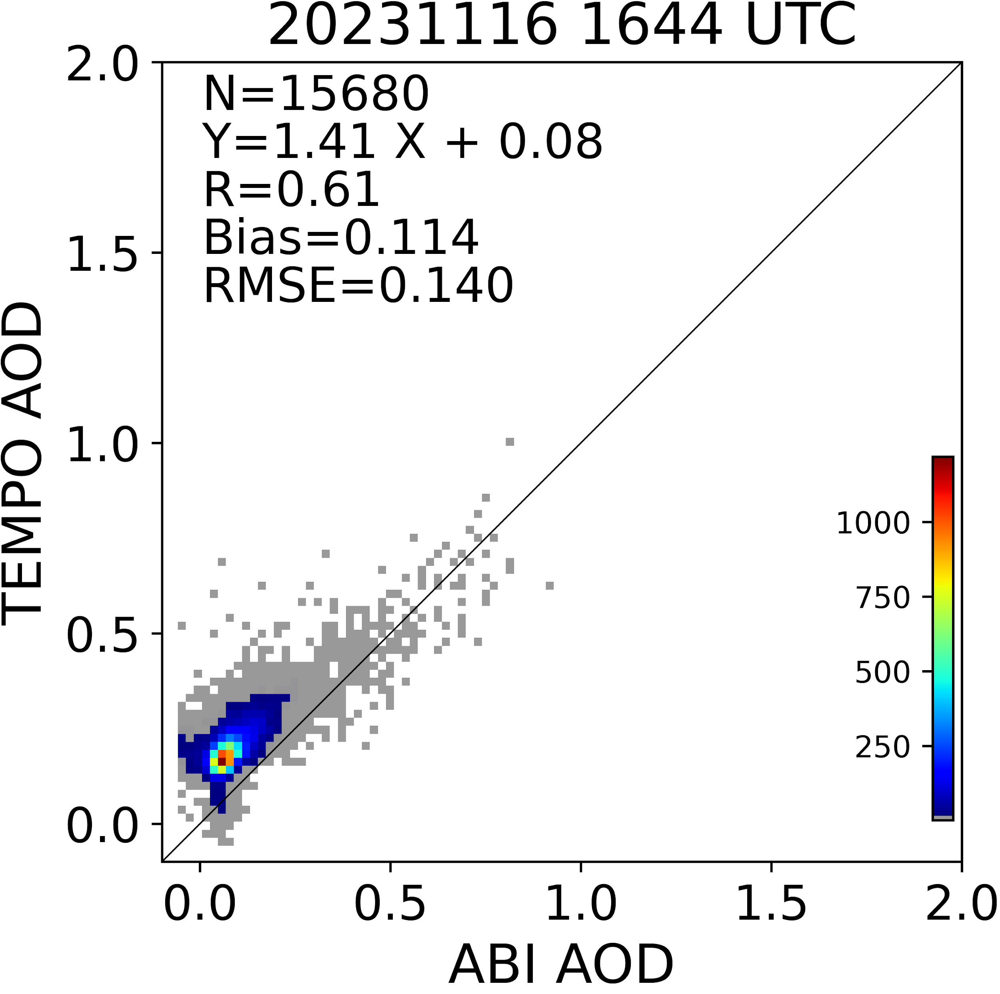 20231116 1644 UTC
N=15680
Y=1.41 X + 0.08
R=0.61
Bias=0.114
RMSE=0.140
TEMPO AOD
2.0
1.5
1.0
0.5
0.0
1000
750
500
250
0.0 0.5 1.0 1.5 2.0
ABI AOD